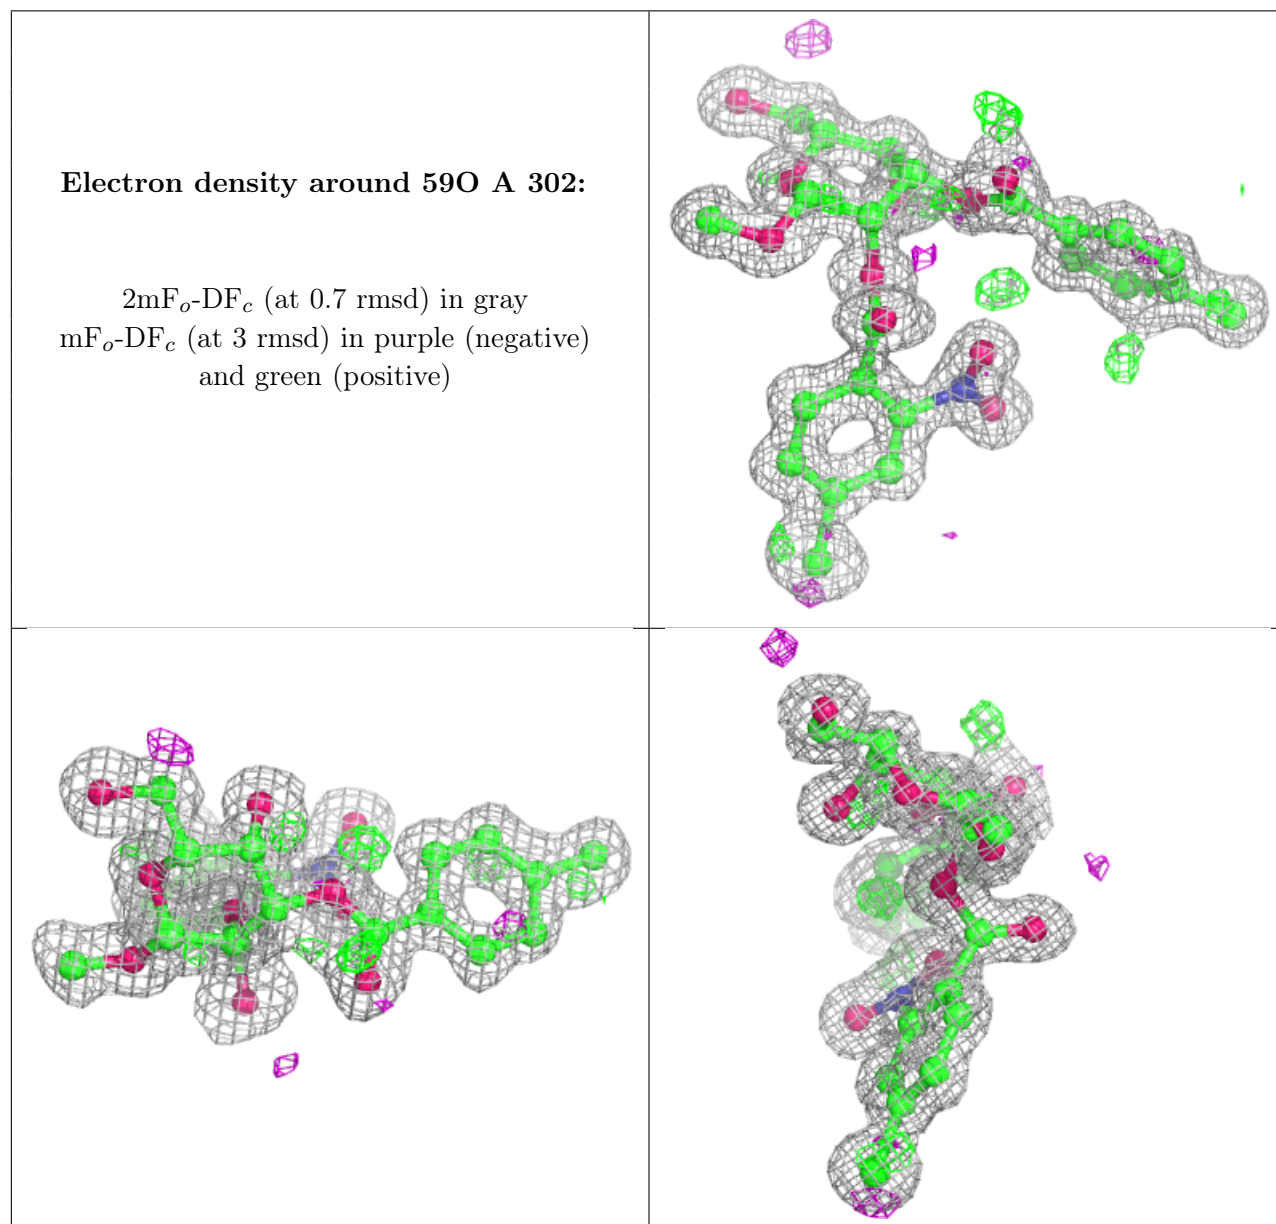 Electron density around 59O A 302:
2mFo-DFc (at 0.7 rmsd) in gray
mFo-DFc (at 3 rmsd) in purple (negative)
and green (positive)